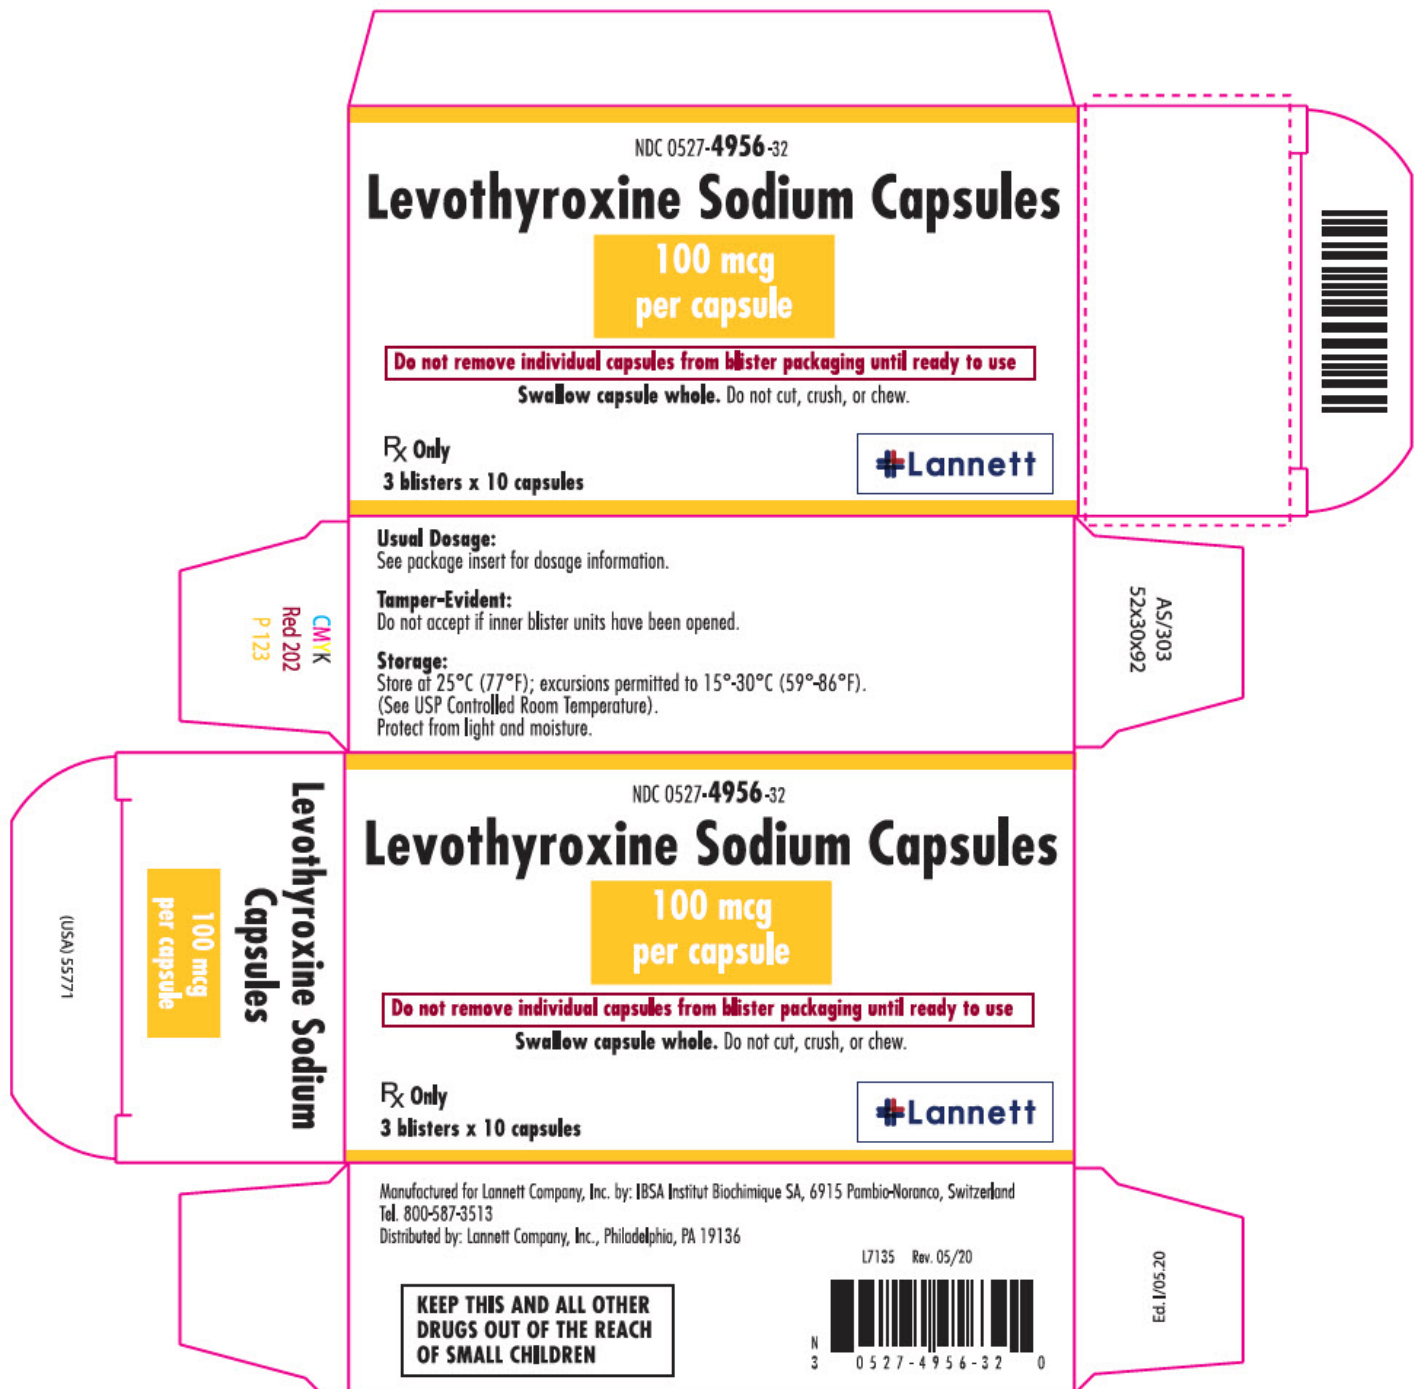 NDC 0527-4956-32
Levothyroxine Sodium Capsules
100 mcg
per capsule
Do not remove individual capsules from blister packaging until ready to use
Swallow capsule whole. Do not cut, crush, or chew.
Rx Only
3 blisters x 10 capsules
Lannett
Usual Dosage:
See package insert for dosage information.
Tamper-Evident:
Do not accept if inner blister units have been opened.
Storage:
Store at 25°C (77°F); excursions permitted to 15°-30°C (59°-86°F).
(See USP Controlled Room Temperature).
Protect from light and moisture.
CMYK
Red 202
P 123
AS/303
52x30x92
Levothyroxine Sodium
Capsules
100 mcg
per capsule
(USA) 55771
NDC 0527-4956-32
Levothyroxine Sodium Capsules
100 mcg
per capsule
Do not remove individual capsules from blister packaging until ready to use
Swallow capsule whole. Do not cut, crush, or chew.
Rx Only
3 blisters x 10 capsules
Lannett
Manufactured for Lannett Company, Inc. by: IBSA Institut Biochimique SA, 6915 Pambio-Noranco, Switzerland
Tel. 800-587-3513
Distributed by: Lannett Company, Inc., Philadelphia, PA 19136
KEEP THIS AND ALL OTHER
DRUGS OUT OF THE REACH
OF SMALL CHILDREN
L7135 Rev. 05/20
N
3 0527-4956-32 0
Ed. I/05.20